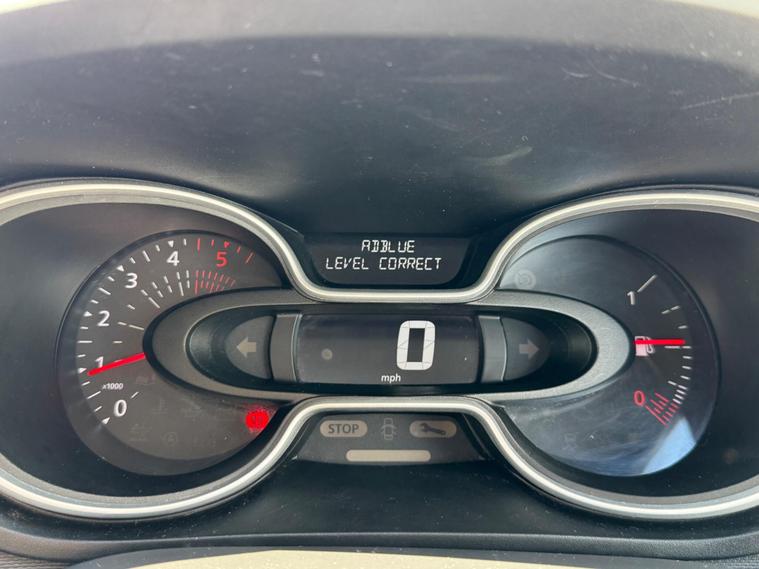 ADBLUE
LEVEL CORRECT
5
4
3
2
1
x1000
0
0
mph
1
0
STOP